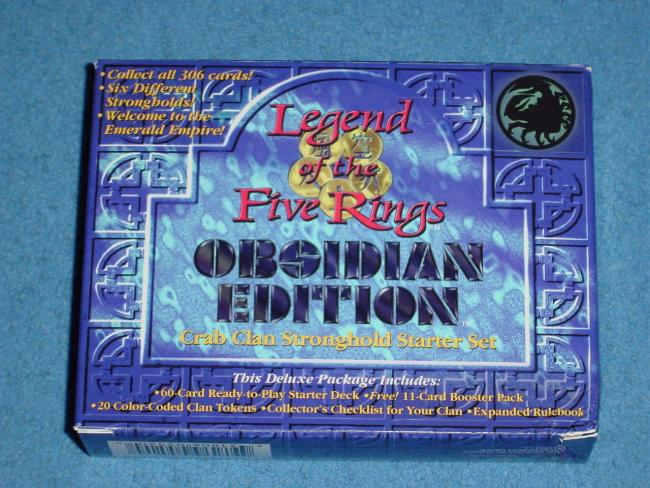 •Collect all 306 cards!
•Six Different
Strongholds!
•Welcome to the
Emerald Empire!
Legend
of the
Five Rings
OBSIDIAN
EDITION
Crab Clan Stronghold Starter Set
This Deluxe Package Includes:
•60-Card Ready-to-Play Starter Deck •Free! 11-Card Booster Pack
•20 Color-Coded Clan Tokens •Collector's Checklist for Your Clan •Expanded Rulebook